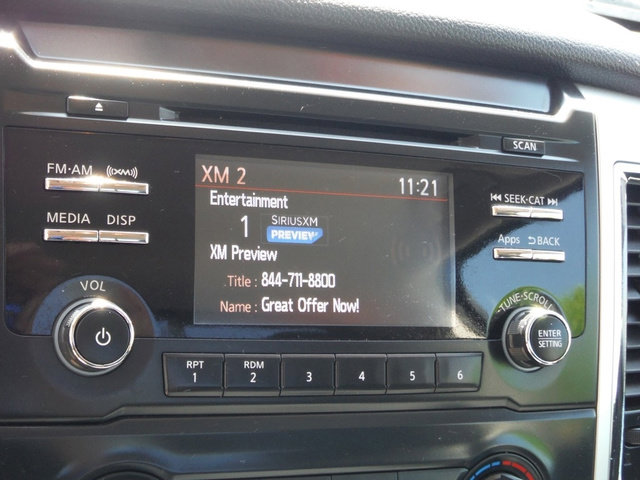 SCAN
FM·AM ((XM))
MEDIA DISP
VOL
XM 2 11:21
Entertainment
1 SIRIUSXM
PREVIEW
XM Preview
Title : 844-711-8800
Name : Great Offer Now!
SEEK·CAT
Apps BACK
TUNE·SCROLL
ENTER
SETTING
RPT
1
RDM
2
3
4
5
6